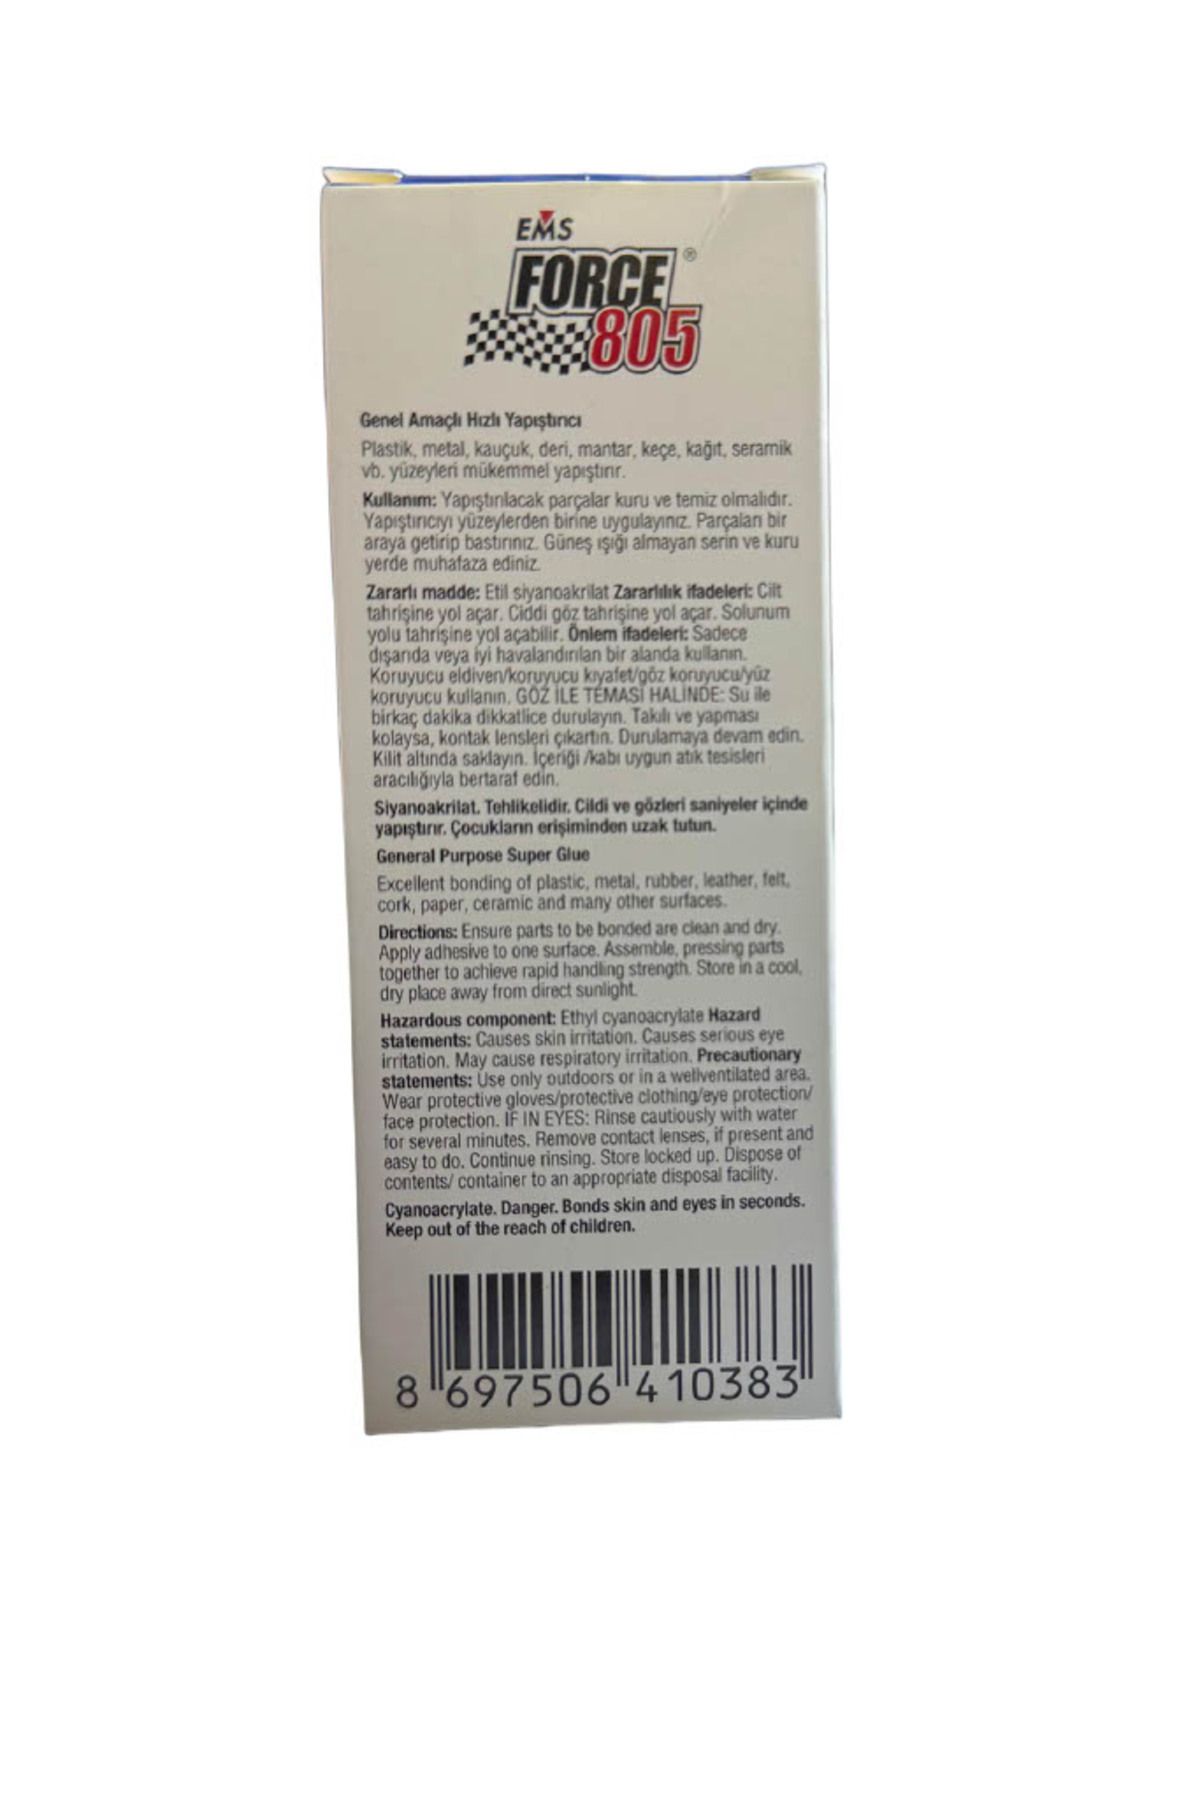 EMS
FORCE®
805
Genel Amaçlı Hızlı Yapıştırıcı
Plastik, metal, kauçuk, deri, mantar, keçe, kağıt, seramik
vb. yüzeyleri mükemmel yapıştırır.
Kullanım: Yapıştırılacak parçalar kuru ve temiz olmalıdır.
Yapıştırıcıyı yüzeylerden birine uygulayınız. Parçaları bir
araya getirip bastırınız. Güneş ışığı almayan serin ve kuru
yerde muhafaza ediniz.
Zararlı madde: Etil siyanoakrilat Zararlılık ifadeleri: Cilt
tahrişine yol açar. Ciddi göz tahrişine yol açar. Solunum
yolu tahrişine yol açabilir. Önlem ifadeleri: Sadece
dışarıda veya iyi havalandırılan bir alanda kullanın.
Koruyucu eldiven/koruyucu kıyafet/göz koruyucu/yüz
koruyucu kullanın. GÖZ İLE TEMASI HALİNDE: Su ile
birkaç dakika dikkatlice durulayın. Takılı ve yapması
kolaysa, kontak lensleri çıkartın. Durulamaya devam edin.
Kilit altında saklayın. İçeriği /kabı uygun atık tesisleri
aracılığıyla bertaraf edin.
Siyanoakrilat. Tehlikelidir. Cildi ve gözleri saniyeler içinde
yapıştırır. Çocukların erişiminden uzak tutun.
General Purpose Super Glue
Excellent bonding of plastic, metal, rubber, leather, felt,
cork, paper, ceramic and many other surfaces.
Directions: Ensure parts to be bonded are clean and dry.
Apply adhesive to one surface. Assemble, pressing parts
together to achieve rapid handling strength. Store in a cool,
dry place away from direct sunlight.
Hazardous component: Ethyl cyanoacrylate Hazard
statements: Causes skin irritation. Causes serious eye
irritation. May cause respiratory irritation. Precautionary
statements: Use only outdoors or in a wellventilated area.
Wear protective gloves/protective clothing/eye protection/
face protection. IF IN EYES: Rinse cautiously with water
for several minutes. Remove contact lenses, if present and
easy to do. Continue rinsing. Store locked up. Dispose of
contents/ container to an appropriate disposal facility.
Cyanoacrylate. Danger. Bonds skin and eyes in seconds.
Keep out of the reach of children.
8 697506 410383